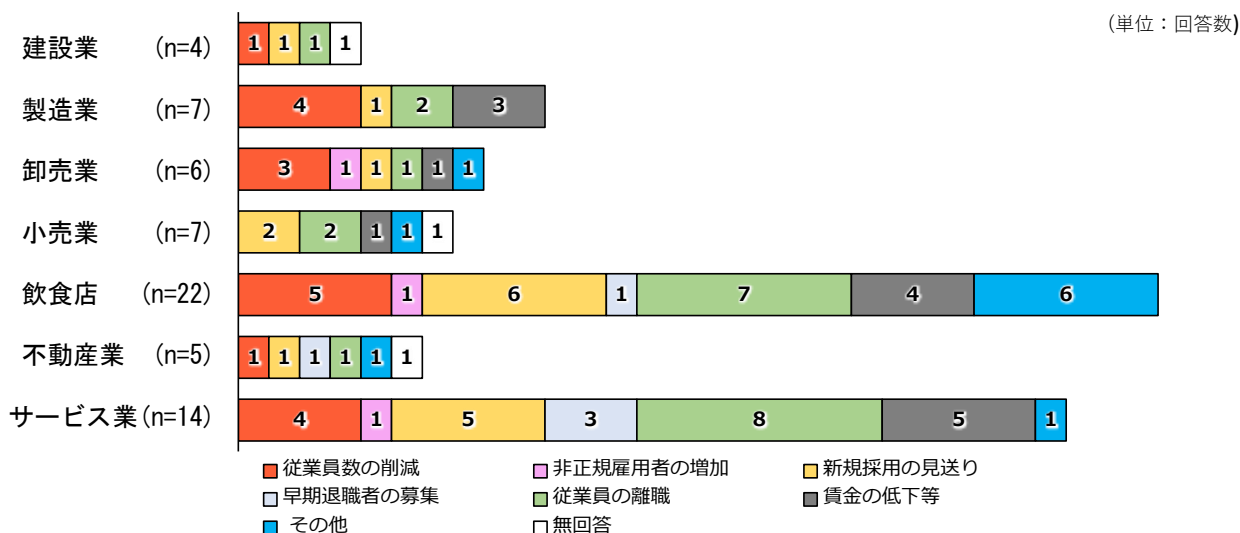 (単位：回答数)
建設業 (n=4) 1 1 1 1
製造業 (n=7) 4 1 2 3
卸売業 (n=6) 3 1 1 1 1 1
小売業 (n=7) 2 2 1 1 1
飲食店 (n=22) 5 1 6 1 7 4 6
不動産業 (n=5) 1 1 1 1 1 1
サービス業(n=14) 4 1 5 3 8 5 1
従業員数の削減 非正規雇用者の増加 新規採用の見送り
早期退職者の募集 従業員の離職 賃金の低下等
その他 無回答